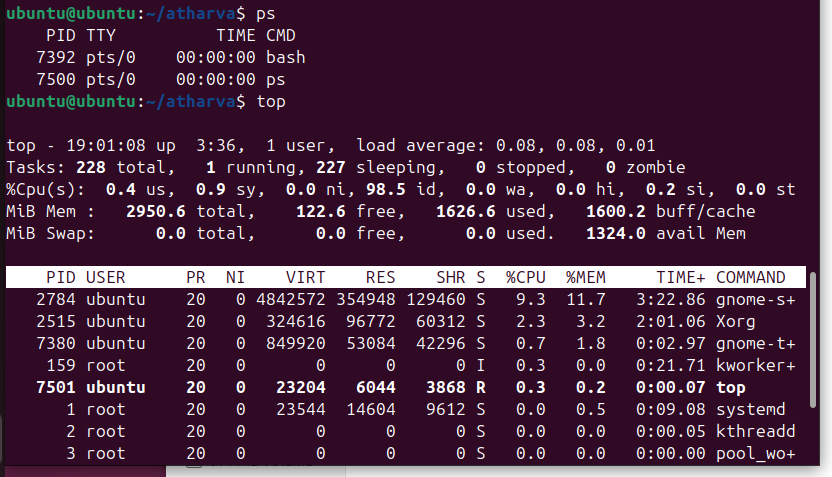 ubuntu@ubuntu:~/atharva$ ps
    PID TTY          TIME CMD
   7392 pts/0    00:00:00 bash
   7500 pts/0    00:00:00 ps
ubuntu@ubuntu:~/atharva$ top
top - 19:01:08 up  3:36,  1 user,  load average: 0.08, 0.08, 0.01
Tasks: 228 total,   1 running, 227 sleeping,   0 stopped,   0 zombie
%Cpu(s):  0.4 us,  0.9 sy,  0.0 ni, 98.5 id,  0.0 wa,  0.0 hi,  0.2 si,  0.0 st
MiB Mem :   2950.6 total,    122.6 free,   1626.6 used,   1600.2 buff/cache
MiB Swap:      0.0 total,      0.0 free,      0.0 used.   1324.0 avail Mem
    PID USER      PR  NI    VIRT    RES    SHR S  %CPU  %MEM     TIME+ COMMAND
   2784 ubuntu    20   0 4842572 354948 129460 S   9.3  11.7   3:22.86 gnome-s+
   2515 ubuntu    20   0  324616  96772  60312 S   2.3   3.2   2:01.06 Xorg
   7380 ubuntu    20   0  849920  53084  42296 S   0.7   1.8   0:02.97 gnome-t+
    159 root      20   0       0      0      0 I   0.3   0.0   0:21.71 kworker+
   7501 ubuntu    20   0   23204   6044   3868 R   0.3   0.2   0:00.07 top
      1 root      20   0   23544  14604   9612 S   0.0   0.5   0:09.08 systemd
      2 root      20   0       0      0      0 S   0.0   0.0   0:00.05 kthreadd
      3 root      20   0       0      0      0 S   0.0   0.0   0:00.00 pool_wo+